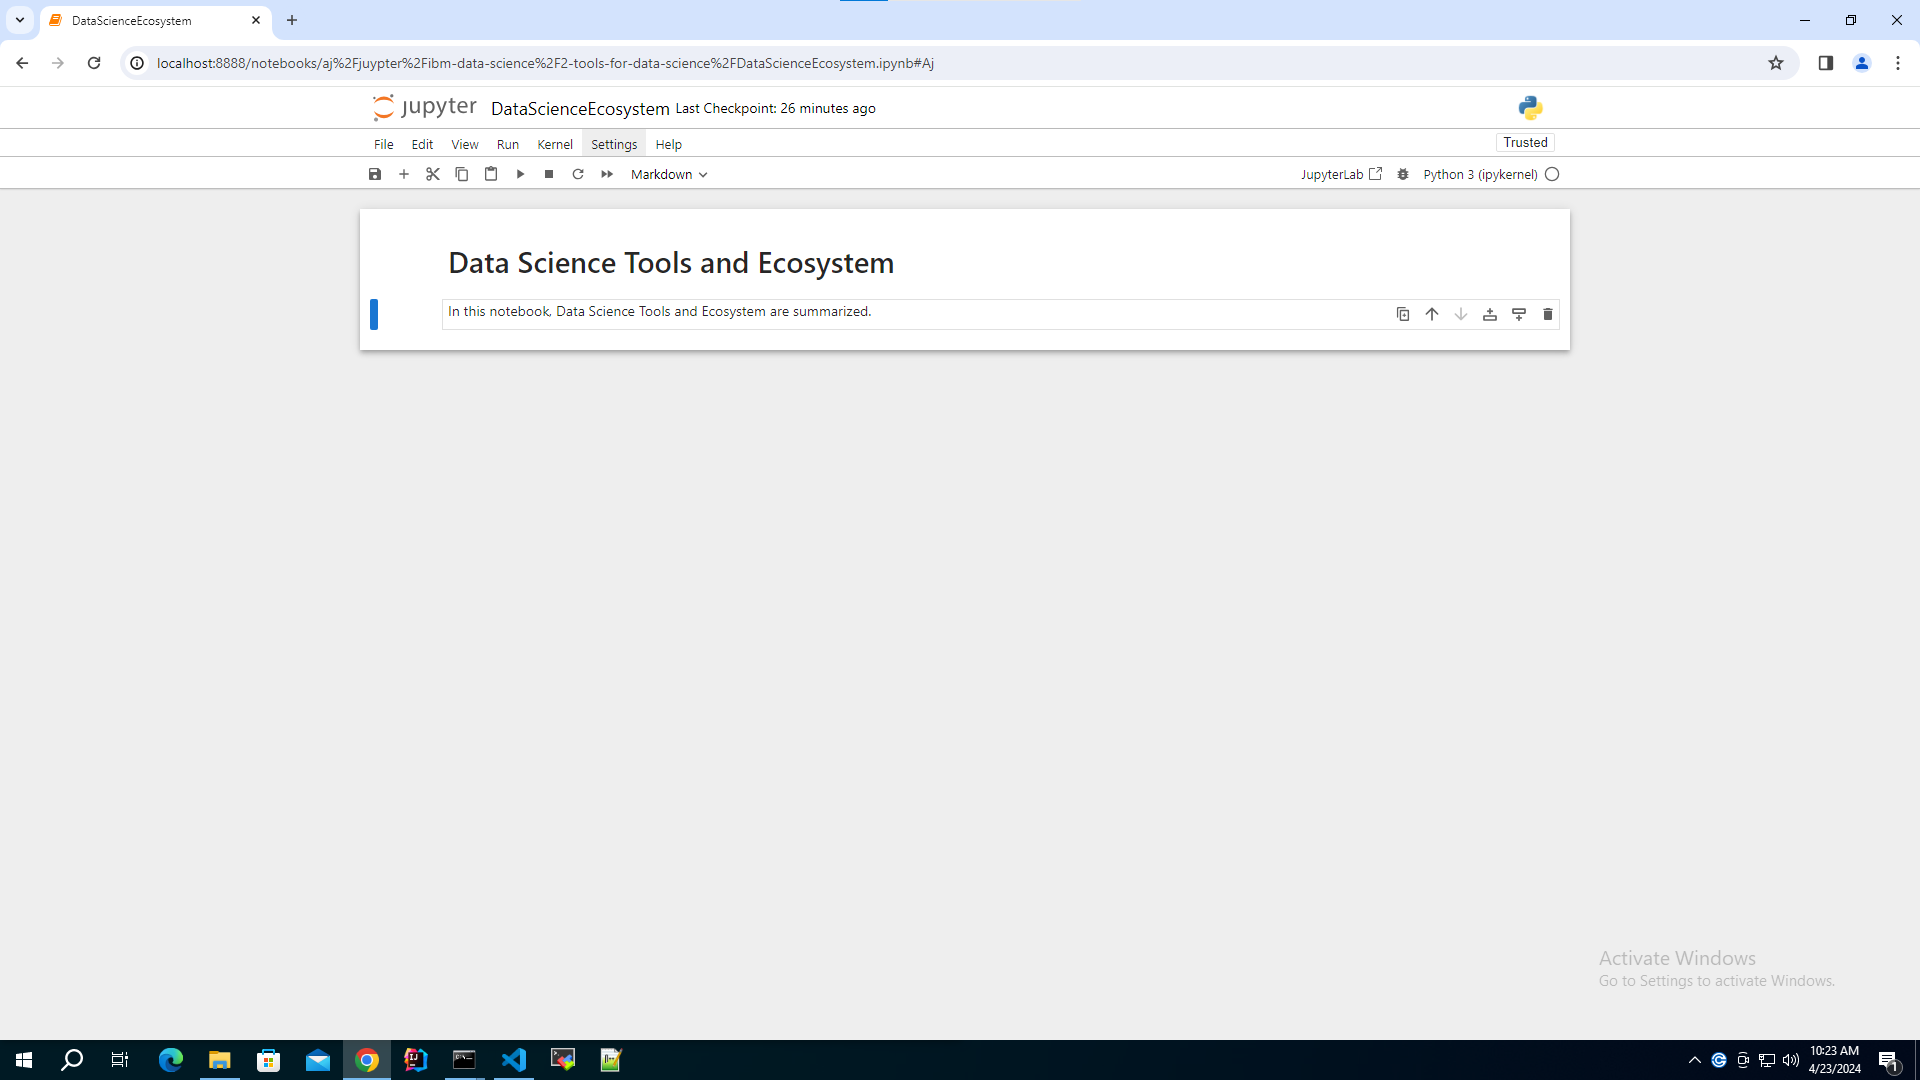 DataScienceEcosystem
localhost:8888/notebooks/aj%2Fjuypter%2Fibm-data-science%2F2-tools-for-data-science%2FDataScienceEcosystem.ipynb#Aj
jupyter DataScienceEcosystem Last Checkpoint: 26 minutes ago
File Edit View Run Kernel Settings Help Trusted
Markdown JupyterLab Python 3 (ipykernel)
Data Science Tools and Ecosystem
In this notebook, Data Science Tools and Ecosystem are summarized.
Activate Windows
Go to Settings to activate Windows.
10:23 AM
4/23/2024
1